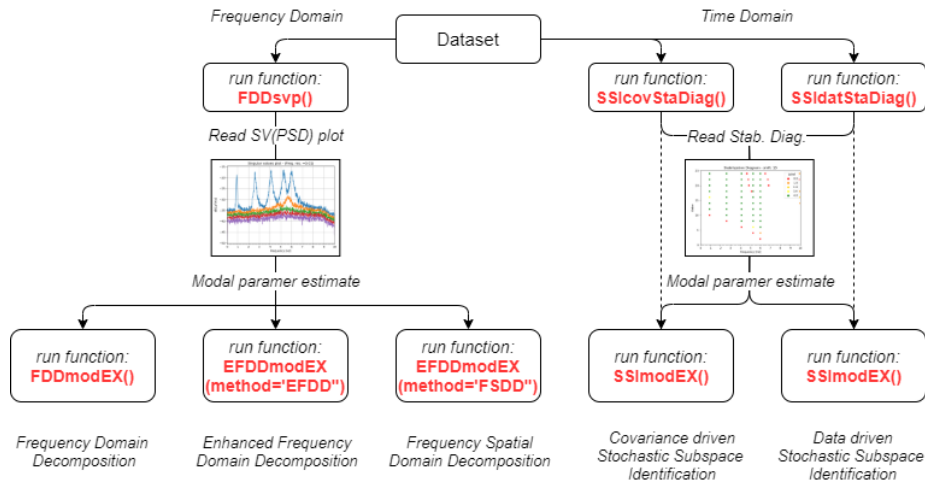 Frequency Domain
Time Domain
Dataset
run function:
FDDsvp()
run function:
SSIcovStaDiag()
run function:
SSIdatStaDiag()
Read SV(PSD) plot
Read Stab. Diag.
Modal paramer estimate
Modal paramer estimate
run function:
FDDmodEX()
run function:
EFDDmodEX
(method='EFDD")
run function:
EFDDmodEX
(method='FSDD")
run function:
SSImodEX()
run function:
SSImodEX()
Frequency Domain
Decomposition
Enhanced Frequency
Domain Decomposition
Frequency Spatial
Domain Decomposition
Covariance driven
Stochastic Subspace
Identification
Data driven
Stochastic Subspace
Identification